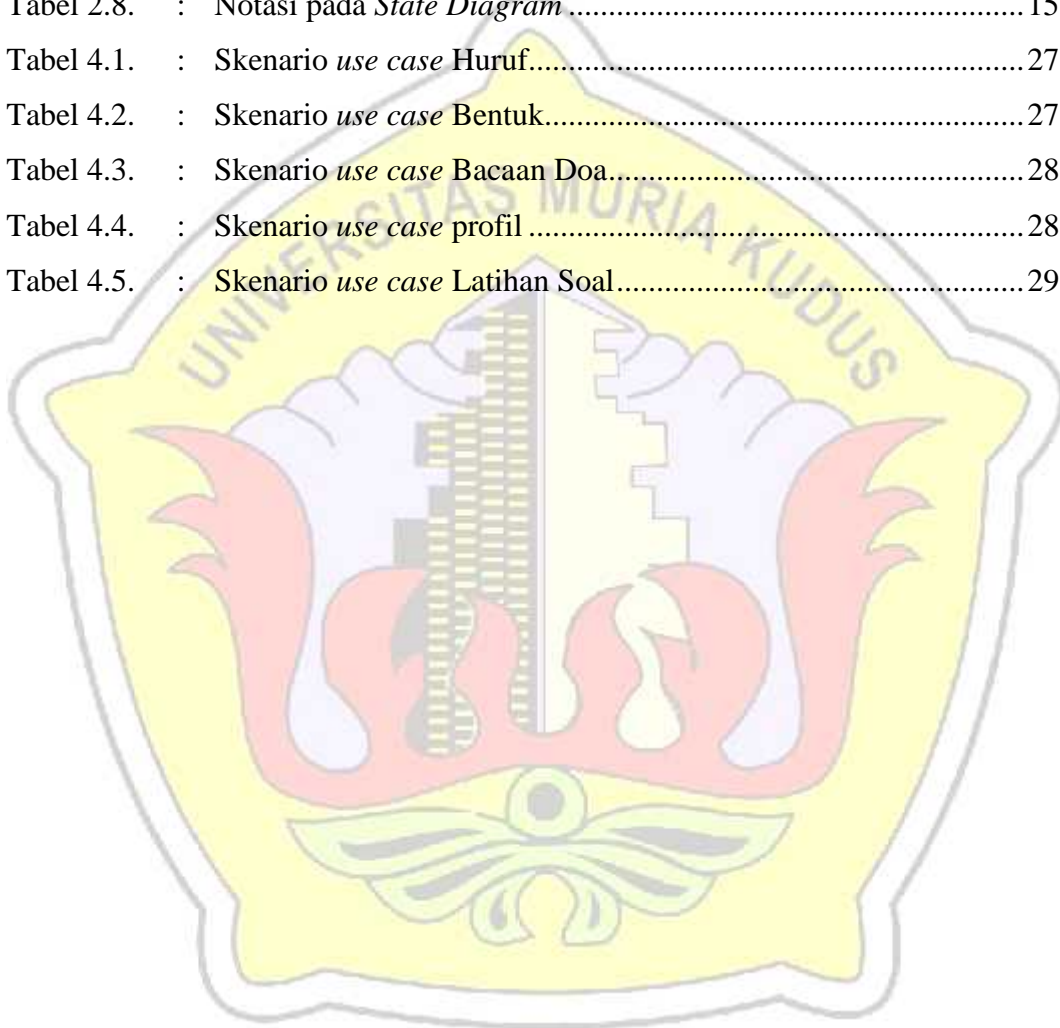 Tabel 2.8. : Notasi pada State Diagram ........................................................ 15
Tabel 4.1. : Skenario use case Huruf.............................................................. 27
Tabel 4.2. : Skenario use case Bentuk............................................................ 27
Tabel 4.3. : Skenario use case Bacaan Doa.................................................... 28
Tabel 4.4. : Skenario use case profil .............................................................. 28
Tabel 4.5. : Skenario use case Latihan Soal................................................... 29
UNIVERSITAS MURIA KUDUS